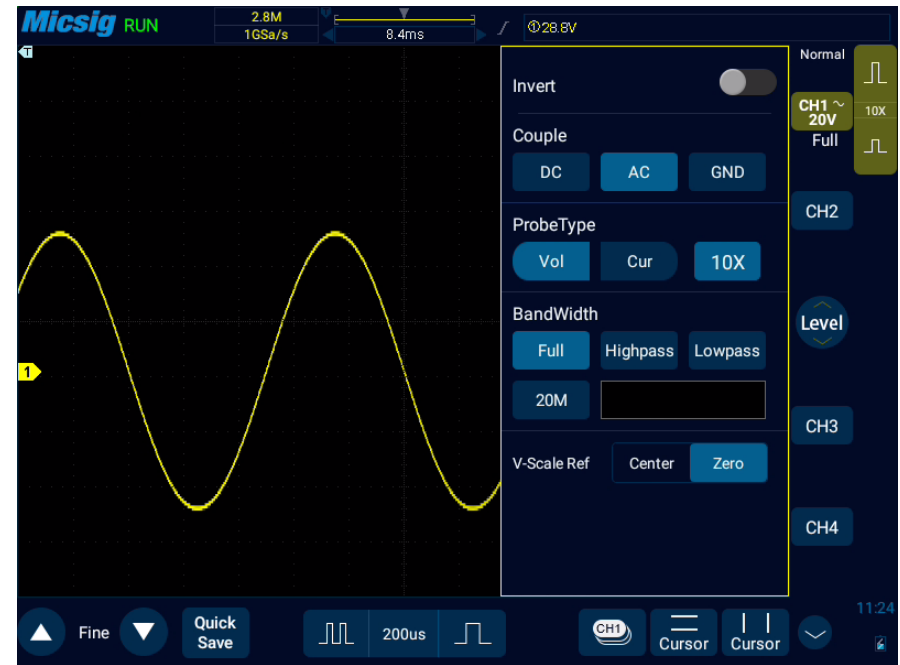 Micsig RUN
2.8M
1GSa/s
T
8.4ms
①28.8V
T
Normal
CH1 ~
20V
Full
10X
Invert
Couple
DC AC GND
ProbeType
Vol Cur 10X
CH2
BandWidth
Full Highpass Lowpass
20M
Level
1
V-Scale Ref Center Zero
CH3
CH4
Fine
Quick
Save
200us
CH1
Cursor
Cursor
11:24